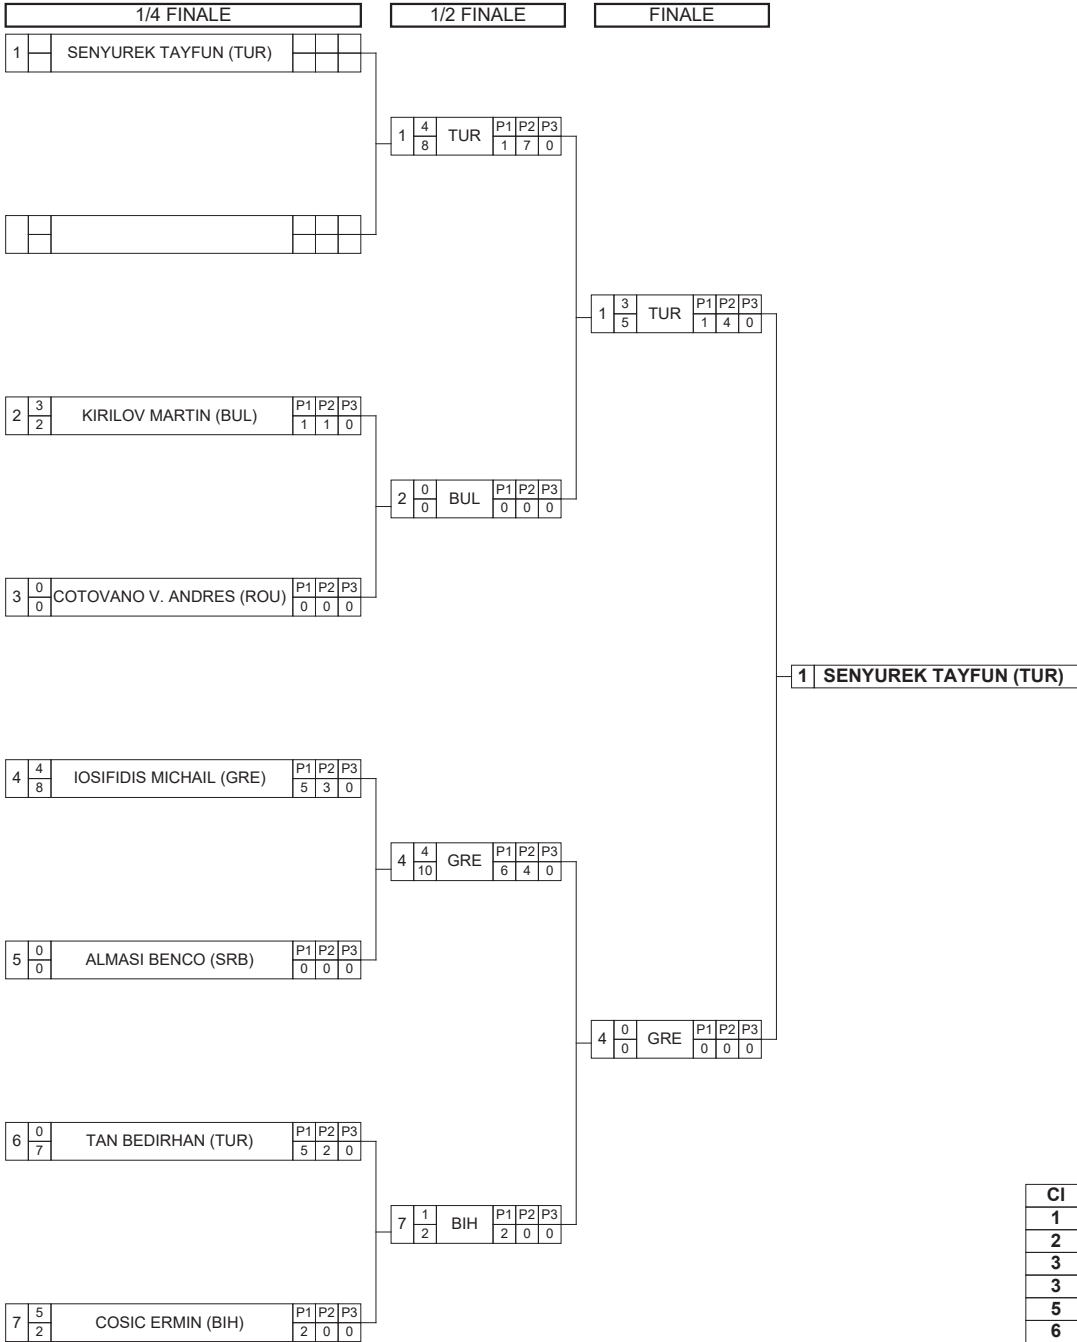 1/4 FINALE 1/2 FINALE FINALE
1 SENYUREK TAYFUN (TUR)
1 4 8 TUR P1 P2 P3 1 7 0
1 3 5 TUR P1 P2 P3 1 4 0
2 3 2 KIRILOV MARTIN (BUL) P1 P2 P3 1 1 0
2 0 0 BUL P1 P2 P3 0 0 0
3 0 0 COTOVANO V. ANDRES (ROU) P1 P2 P3 0 0 0
1 SENYUREK TAYFUN (TUR)
4 4 8 IOSIFIDIS MICHAIL (GRE) P1 P2 P3 5 3 0
4 4 10 GRE P1 P2 P3 6 4 0
5 0 0 ALMASI BENCO (SRB) P1 P2 P3 0 0 0
4 0 0 GRE P1 P2 P3 0 0 0
6 0 7 TAN BEDIRHAN (TUR) P1 P2 P3 5 2 0
7 1 2 BIH P1 P2 P3 2 0 0
7 5 2 COSIC ERMIN (BIH) P1 P2 P3 2 0 0
Cl
1
2
3
3
5
6